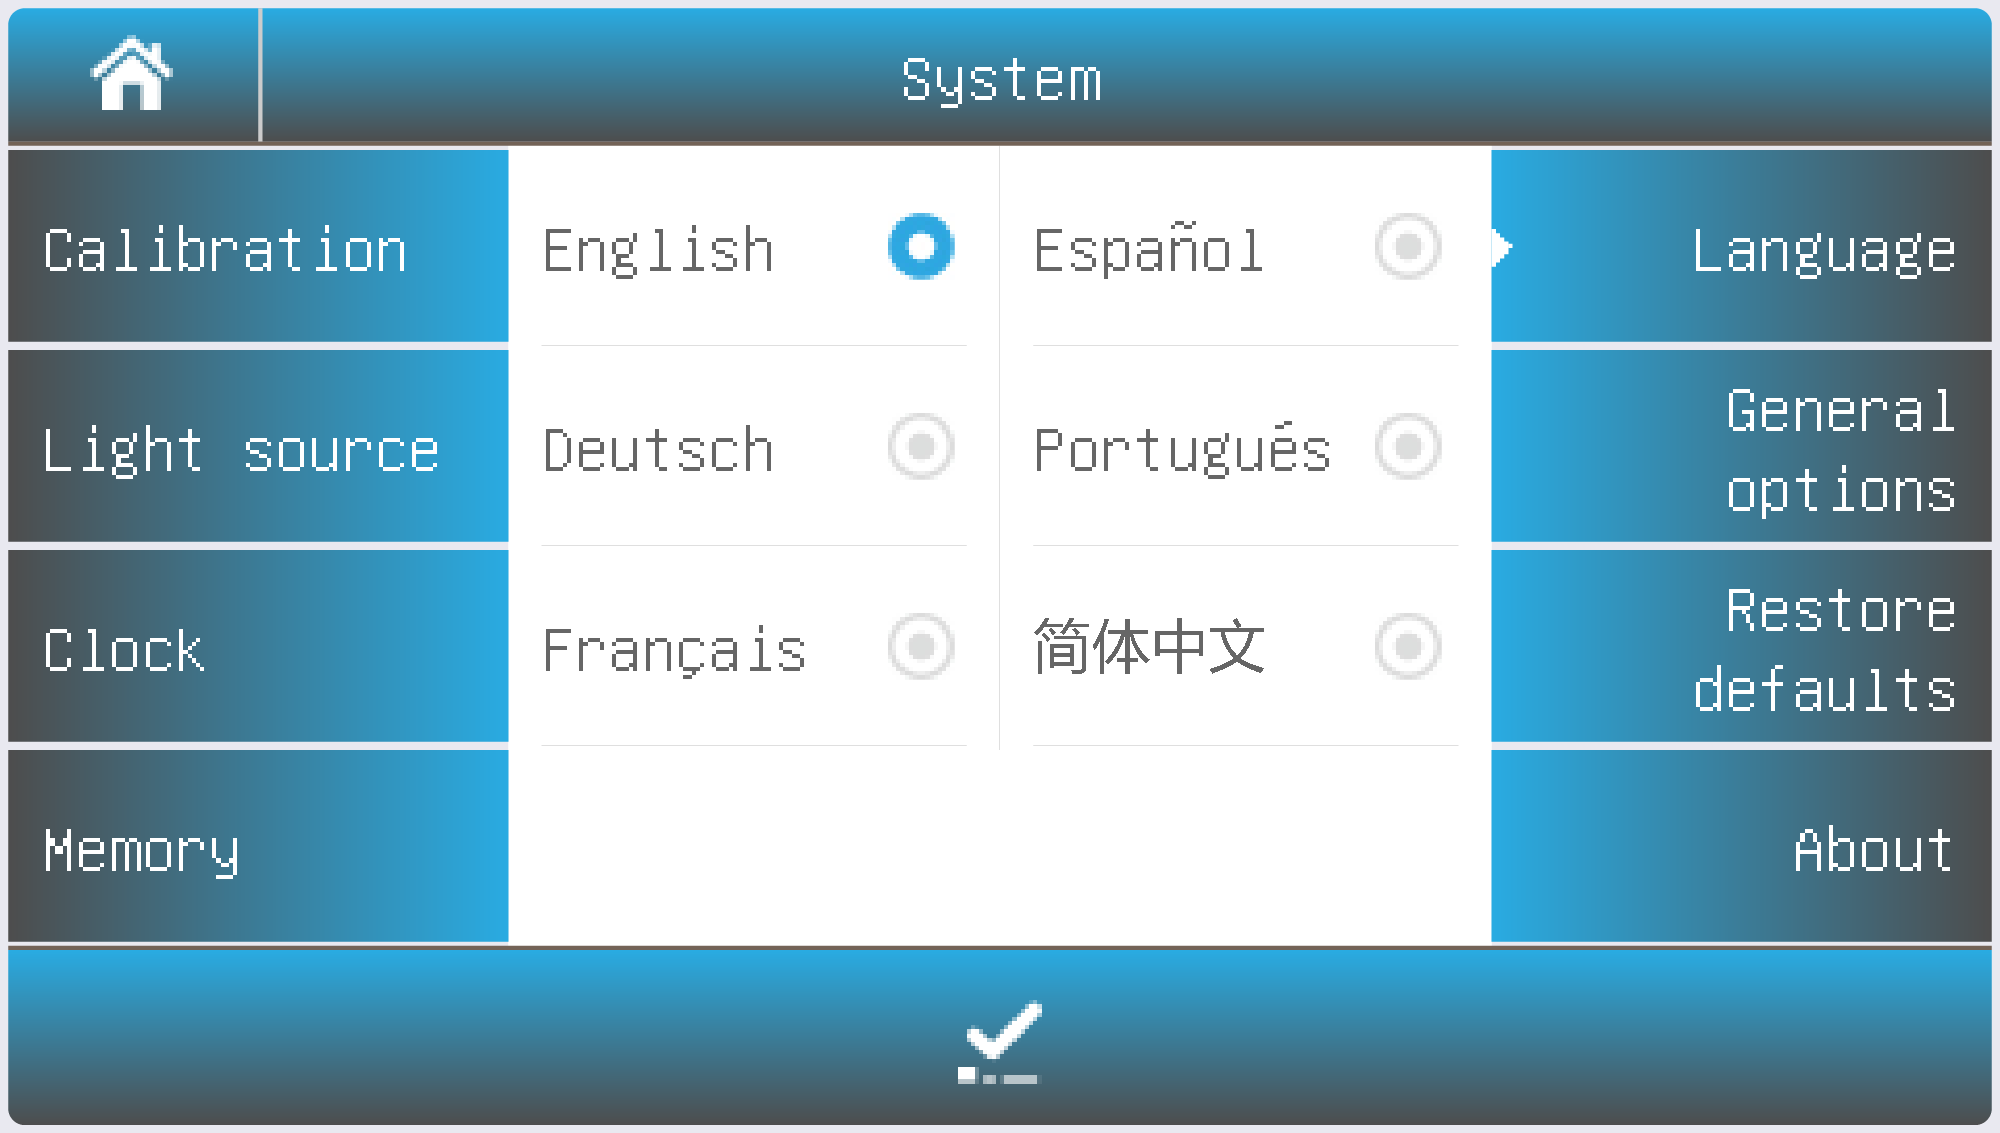 System
Calibration
Light source
Clock
Memory
English
Deutsch
Français
Español
Portugués
简体中文
Language
General
options
Restore
defaults
About